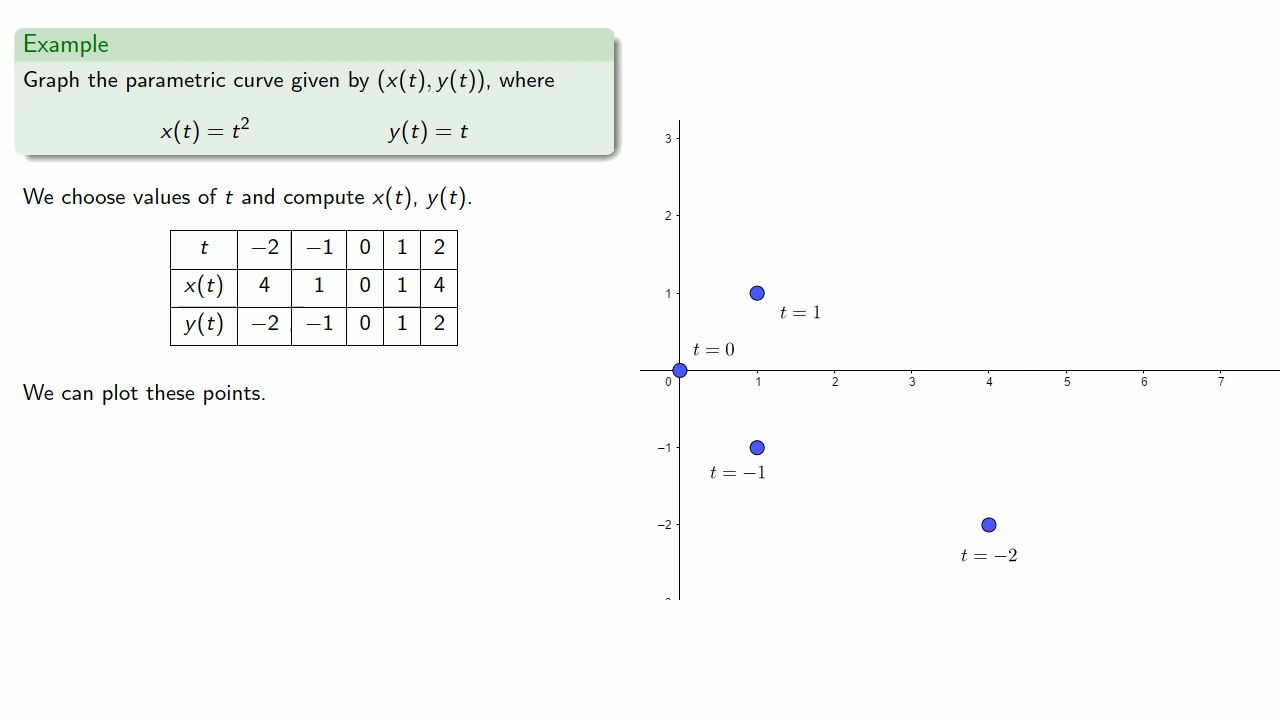 Example
Graph the parametric curve given by (x(t), y(t)), where
x(t) = t² y(t) = t
We choose values of t and compute x(t), y(t).
t −2 −1 0 1 2
x(t) 4 1 0 1 4
y(t) −2 −1 0 1 2
We can plot these points.
3
2
1
t = 1
t = 0
0 1 2 3 4 5 6 7
−1
t = −1
−2
t = −2